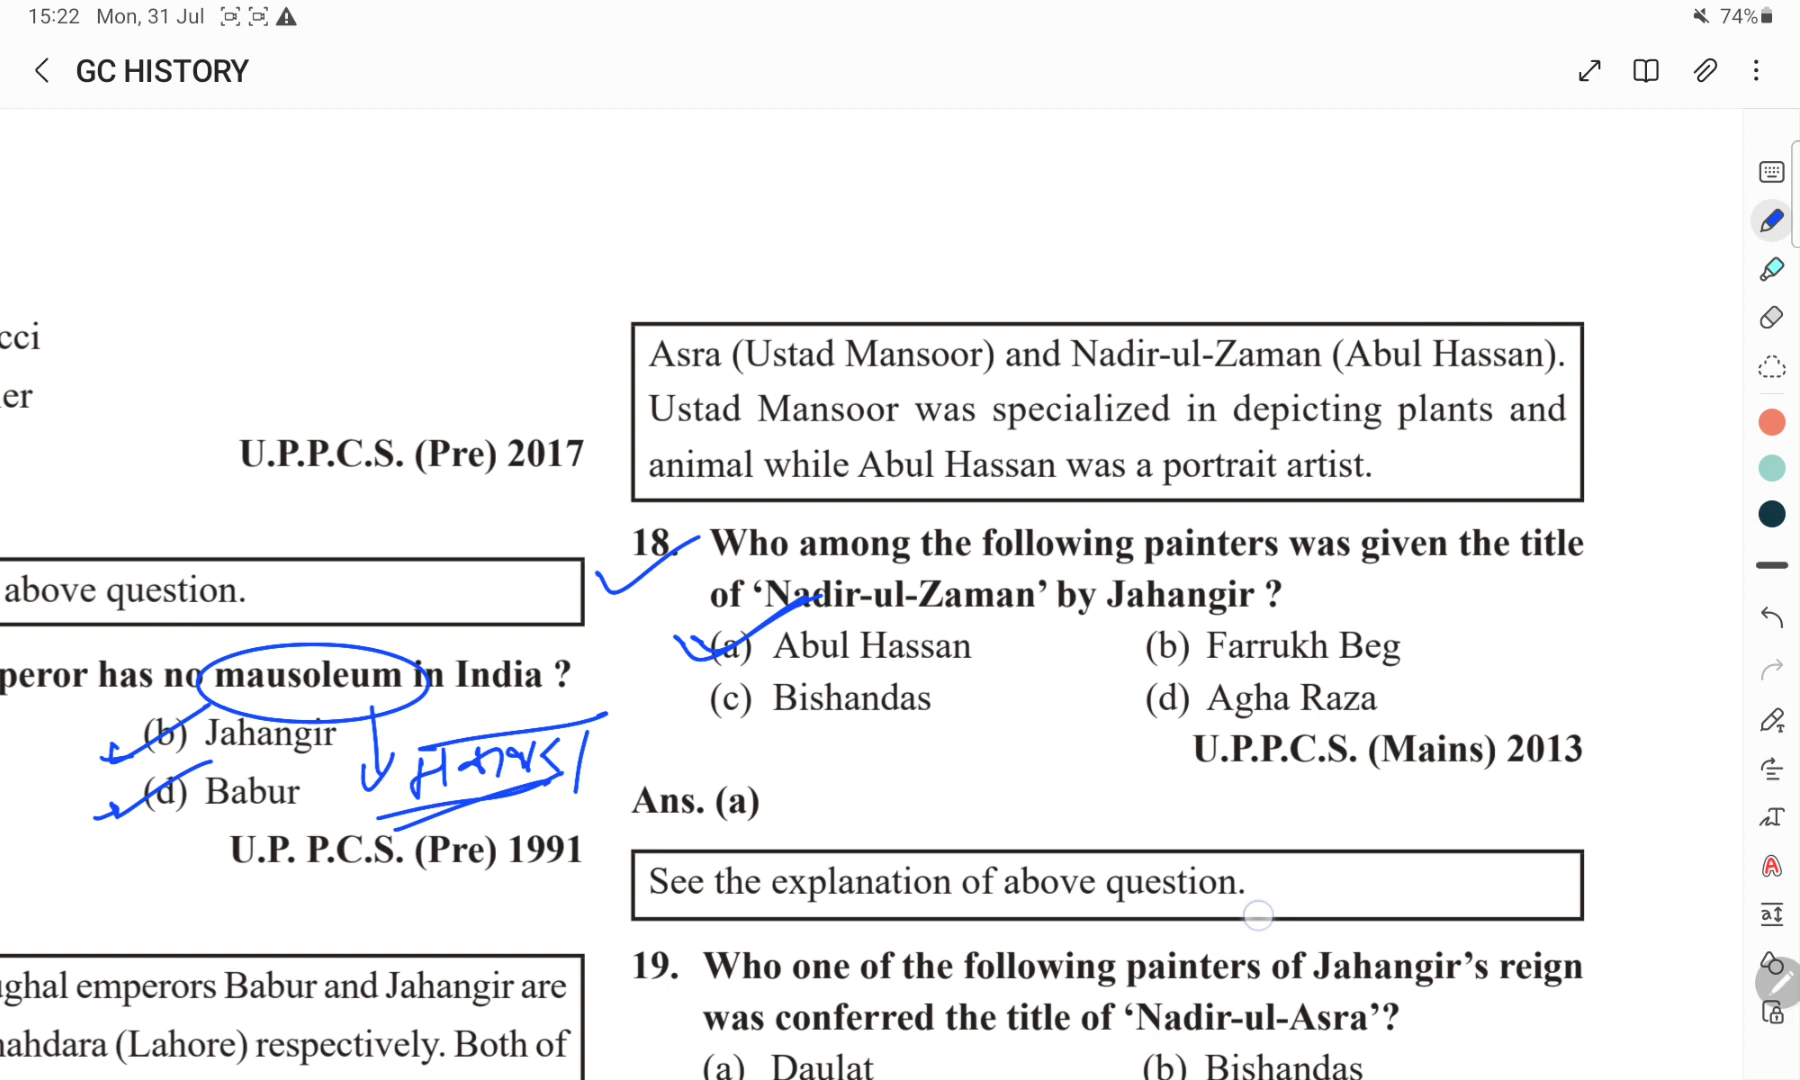 15:22 Mon, 31 Jul
74%
GC HISTORY
cci
er
U.P.P.C.S. (Pre) 2017
above question.
peror has no mausoleum in India ?
(b) Jahangir
(d) Babur
U.P. P.C.S. (Pre) 1991
ughal emperors Babur and Jahangir are
hahdara (Lahore) respectively. Both of
Asra (Ustad Mansoor) and Nadir-ul-Zaman (Abul Hassan).
Ustad Mansoor was specialized in depicting plants and
animal while Abul Hassan was a portrait artist.
18. Who among the following painters was given the title
of ‘Nadir-ul-Zaman’ by Jahangir ?
(a) Abul Hassan (b) Farrukh Beg
(c) Bishandas (d) Agha Raza
U.P.P.C.S. (Mains) 2013
Ans. (a)
See the explanation of above question.
19. Who one of the following painters of Jahangir’s reign
was conferred the title of ‘Nadir-ul-Asra’?
(a) Daulat (b) Bishandas